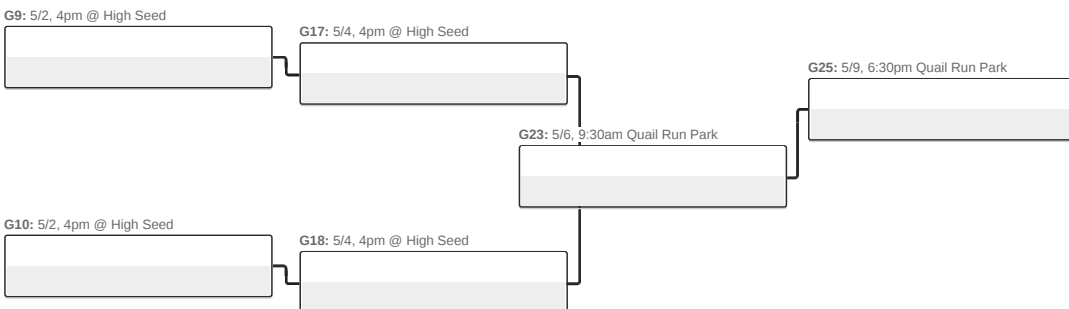 G9: 5/2, 4pm @ High Seed
G17: 5/4, 4pm @ High Seed
G25: 5/9, 6:30pm Quail Run Park
G23: 5/6, 9:30am Quail Run Park
G10: 5/2, 4pm @ High Seed
G18: 5/4, 4pm @ High Seed